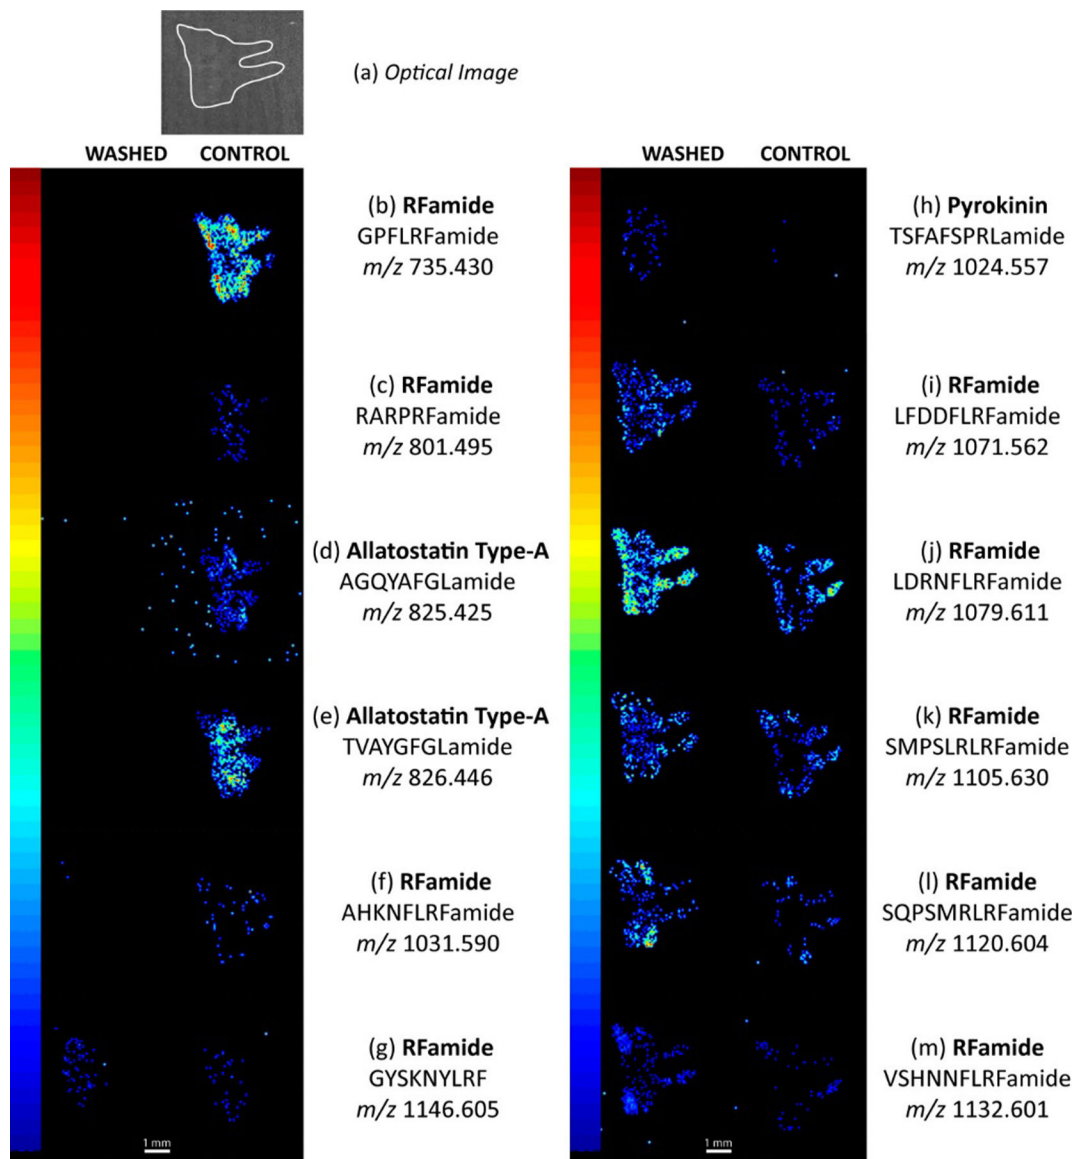 (a) Optical Image
WASHED CONTROL
(b) RFamide
GPFLRFamide
m/z 735.430
(c) RFamide
RARPRFamide
m/z 801.495
(d) Allatostatin Type-A
AGQYAFGLamide
m/z 825.425
(e) Allatostatin Type-A
TVAYGFGLamide
m/z 826.446
(f) RFamide
AHKNFLRFamide
m/z 1031.590
(g) RFamide
GYSKNYLRF
m/z 1146.605
1 mm
WASHED CONTROL
(h) Pyrokinin
TSFAFSPRLamide
m/z 1024.557
(i) RFamide
LFDDFLRFamide
m/z 1071.562
(j) RFamide
LDRNFLRFamide
m/z 1079.611
(k) RFamide
SMPSLRLRFamide
m/z 1105.630
(l) RFamide
SQPSMRLRFamide
m/z 1120.604
(m) RFamide
VSHNNFLRFamide
m/z 1132.601
1 mm